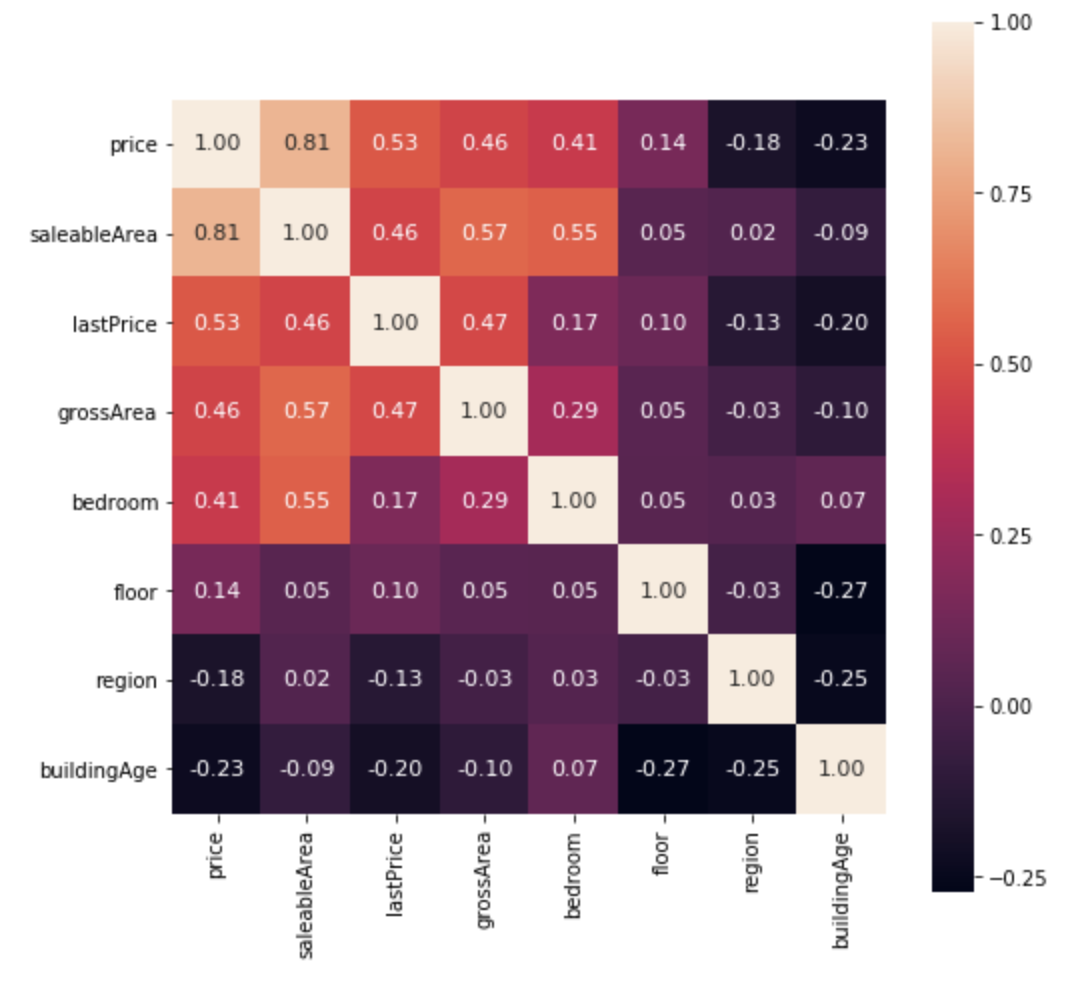 1.00
price 1.00 0.81 0.53 0.46 0.41 0.14 -0.18 -0.23
0.75
saleableArea 0.81 1.00 0.46 0.57 0.55 0.05 0.02 -0.09
lastPrice 0.53 0.46 1.00 0.47 0.17 0.10 -0.13 -0.20
0.50
grossArea 0.46 0.57 0.47 1.00 0.29 0.05 -0.03 -0.10
bedroom 0.41 0.55 0.17 0.29 1.00 0.05 0.03 0.07
0.25
floor 0.14 0.05 0.10 0.05 0.05 1.00 -0.03 -0.27
region -0.18 0.02 -0.13 -0.03 0.03 -0.03 1.00 -0.25
0.00
buildingAge -0.23 -0.09 -0.20 -0.10 0.07 -0.27 -0.25 1.00
−0.25
price
saleableArea
lastPrice
grossArea
bedroom
floor
region
buildingAge